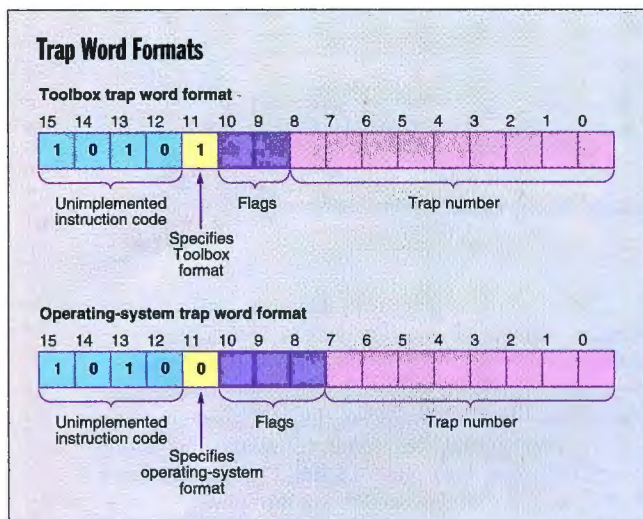 Trap Word Formats
Toolbox trap word format
15 14 13 12 11 10 9 8 7 6 5 4 3 2 1 0
1 0 1 0 1
Unimplemented instruction code
Flags
Trap number
Specifies Toolbox format
Operating-system trap word format
15 14 13 12 11 10 9 8 7 6 5 4 3 2 1 0
1 0 1 0 0
Unimplemented instruction code
Flags
Trap number
Specifies operating-system format